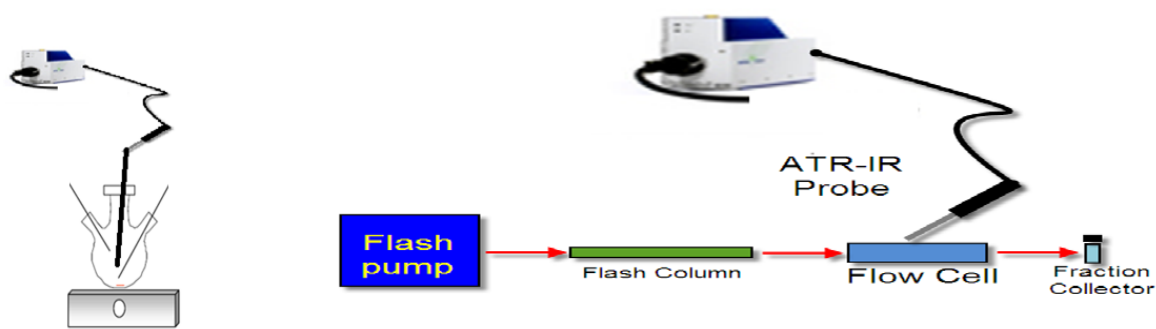 ATR-IR
Probe
Flash
pump
Flash Column
Flow Cell
Fraction
Collector